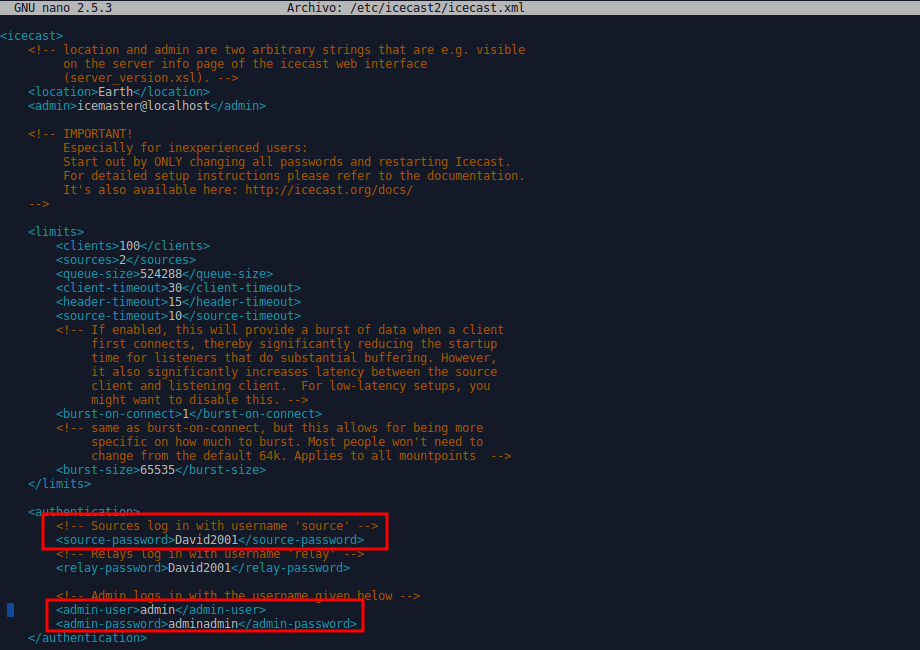 GNU nano 2.5.3 Archivo: /etc/icecast2/icecast.xml
<icecast>
<!-- location and admin are two arbitrary strings that are e.g. visible
on the server info page of the icecast web interface
(server_version.xsl). -->
<location>Earth</location>
<admin>icemaster@localhost</admin>
<!-- IMPORTANT!
Especially for inexperienced users:
Start out by ONLY changing all passwords and restarting Icecast.
For detailed setup instructions please refer to the documentation.
It's also available here: http://icecast.org/docs/
-->
<limits>
<clients>100</clients>
<sources>2</sources>
<queue-size>524288</queue-size>
<client-timeout>30</client-timeout>
<header-timeout>15</header-timeout>
<source-timeout>10</source-timeout>
<!-- If enabled, this will provide a burst of data when a client
first connects, thereby significantly reducing the startup
time for listeners that do substantial buffering. However,
it also significantly increases latency between the source
client and listening client.  For low-latency setups, you
might want to disable this. -->
<burst-on-connect>1</burst-on-connect>
<!-- same as burst-on-connect, but this allows for being more
specific on how much to burst. Most people won't need to
change from the default 64k. Applies to all mountpoints  -->
<burst-size>65535</burst-size>
</limits>
<authentication>
<!-- Sources log in with username 'source' -->
<source-password>David2001</source-password>
<!-- Relays log in with username 'relay' -->
<relay-password>David2001</relay-password>
<!-- Admin logs in with the username given below -->
<admin-user>admin</admin-user>
<admin-password>adminadmin</admin-password>
</authentication>